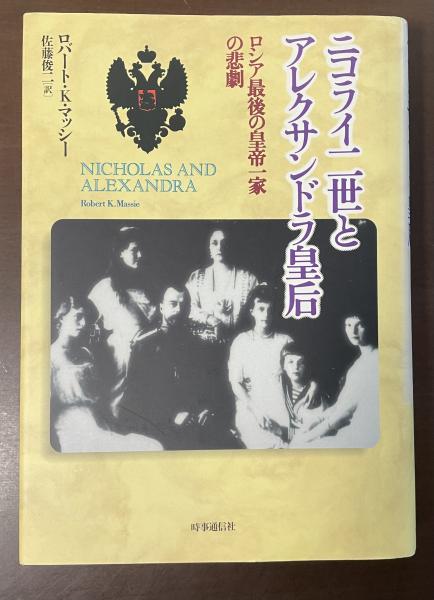 ニコライ二世と
アレクサンドラ皇后
ロシア最後の皇帝一家
の悲劇
ロバート・K・マッシー
佐藤俊二[訳]
NICHOLAS AND
ALEXANDRA
Robert K. Massie
時事通信社